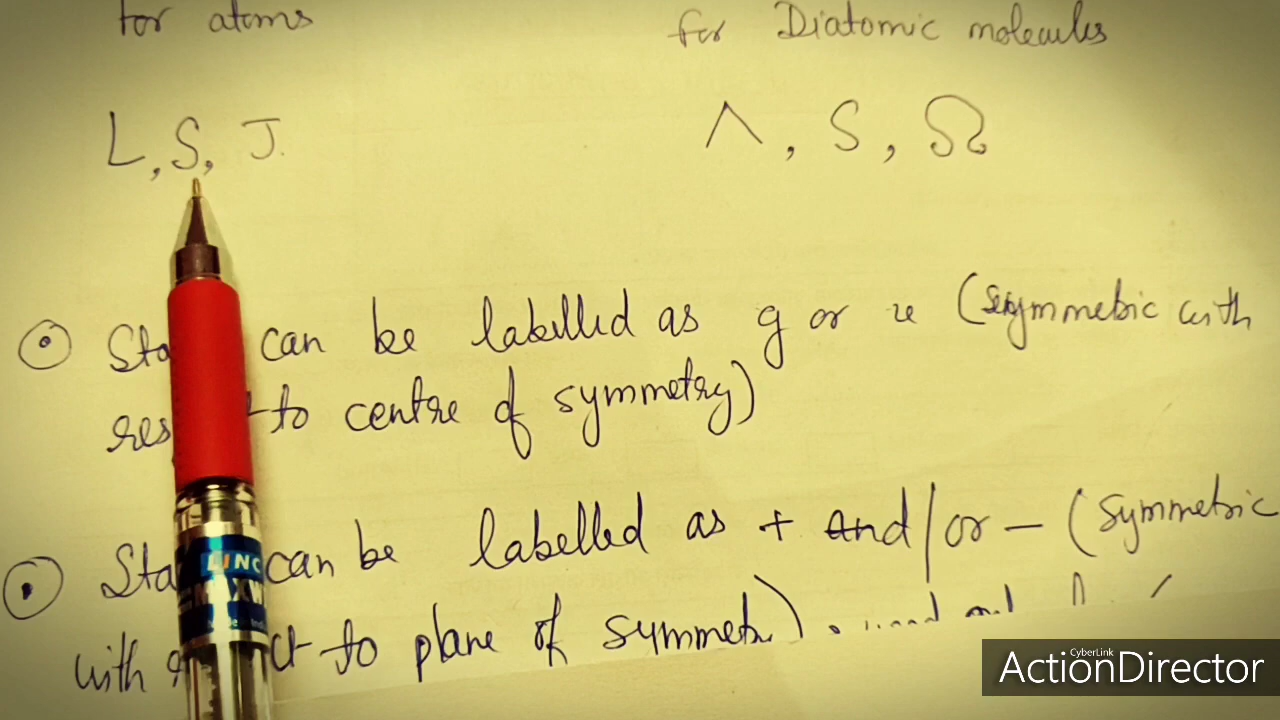 for atoms
for Diatomic molecules
L, S, J.
Λ, S, Ω
can be labelled as g or u (symmetric with
to centre of symmetry)
can be labelled as + and/or – (symmetric
with to plane of symmetry)
LINC
CyberLink
ActionDirector